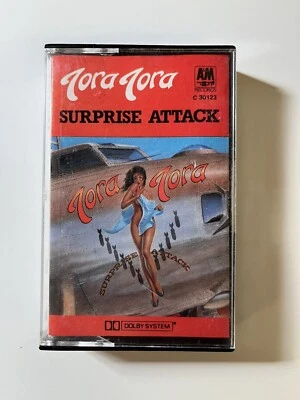 Tora Tora
A&M
RECORDS
C 30123
SURPRISE ATTACK
Tora Tora
SURPRISE ATTACK
DOLBY SYSTEM